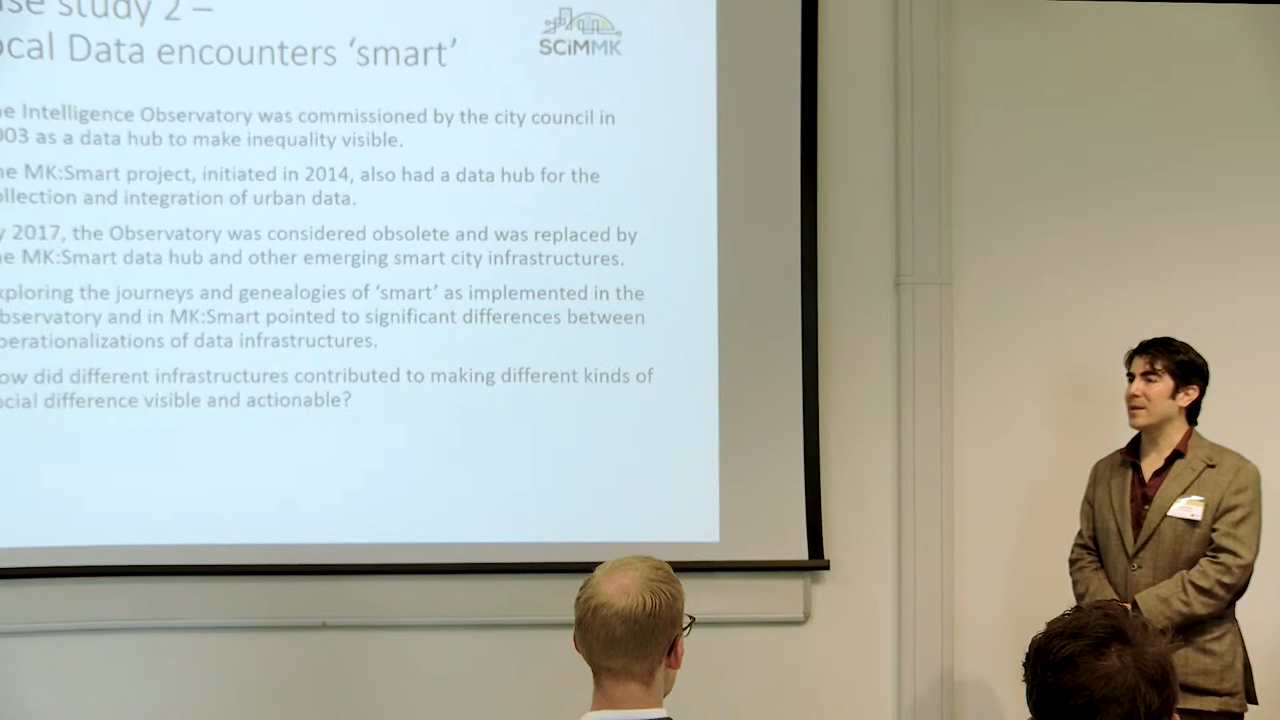 se study 2 –
ocal Data encounters ‘smart’
SCiMMK
e Intelligence Observatory was commissioned by the city council in
003 as a data hub to make inequality visible.
e MK:Smart project, initiated in 2014, also had a data hub for the
ollection and integration of urban data.
y 2017, the Observatory was considered obsolete and was replaced by
e MK:Smart data hub and other emerging smart city infrastructures.
xploring the journeys and genealogies of ‘smart’ as implemented in the
bservatory and in MK:Smart pointed to significant differences between
perationalizations of data infrastructures.
ow did different infrastructures contributed to making different kinds of
ocial difference visible and actionable?